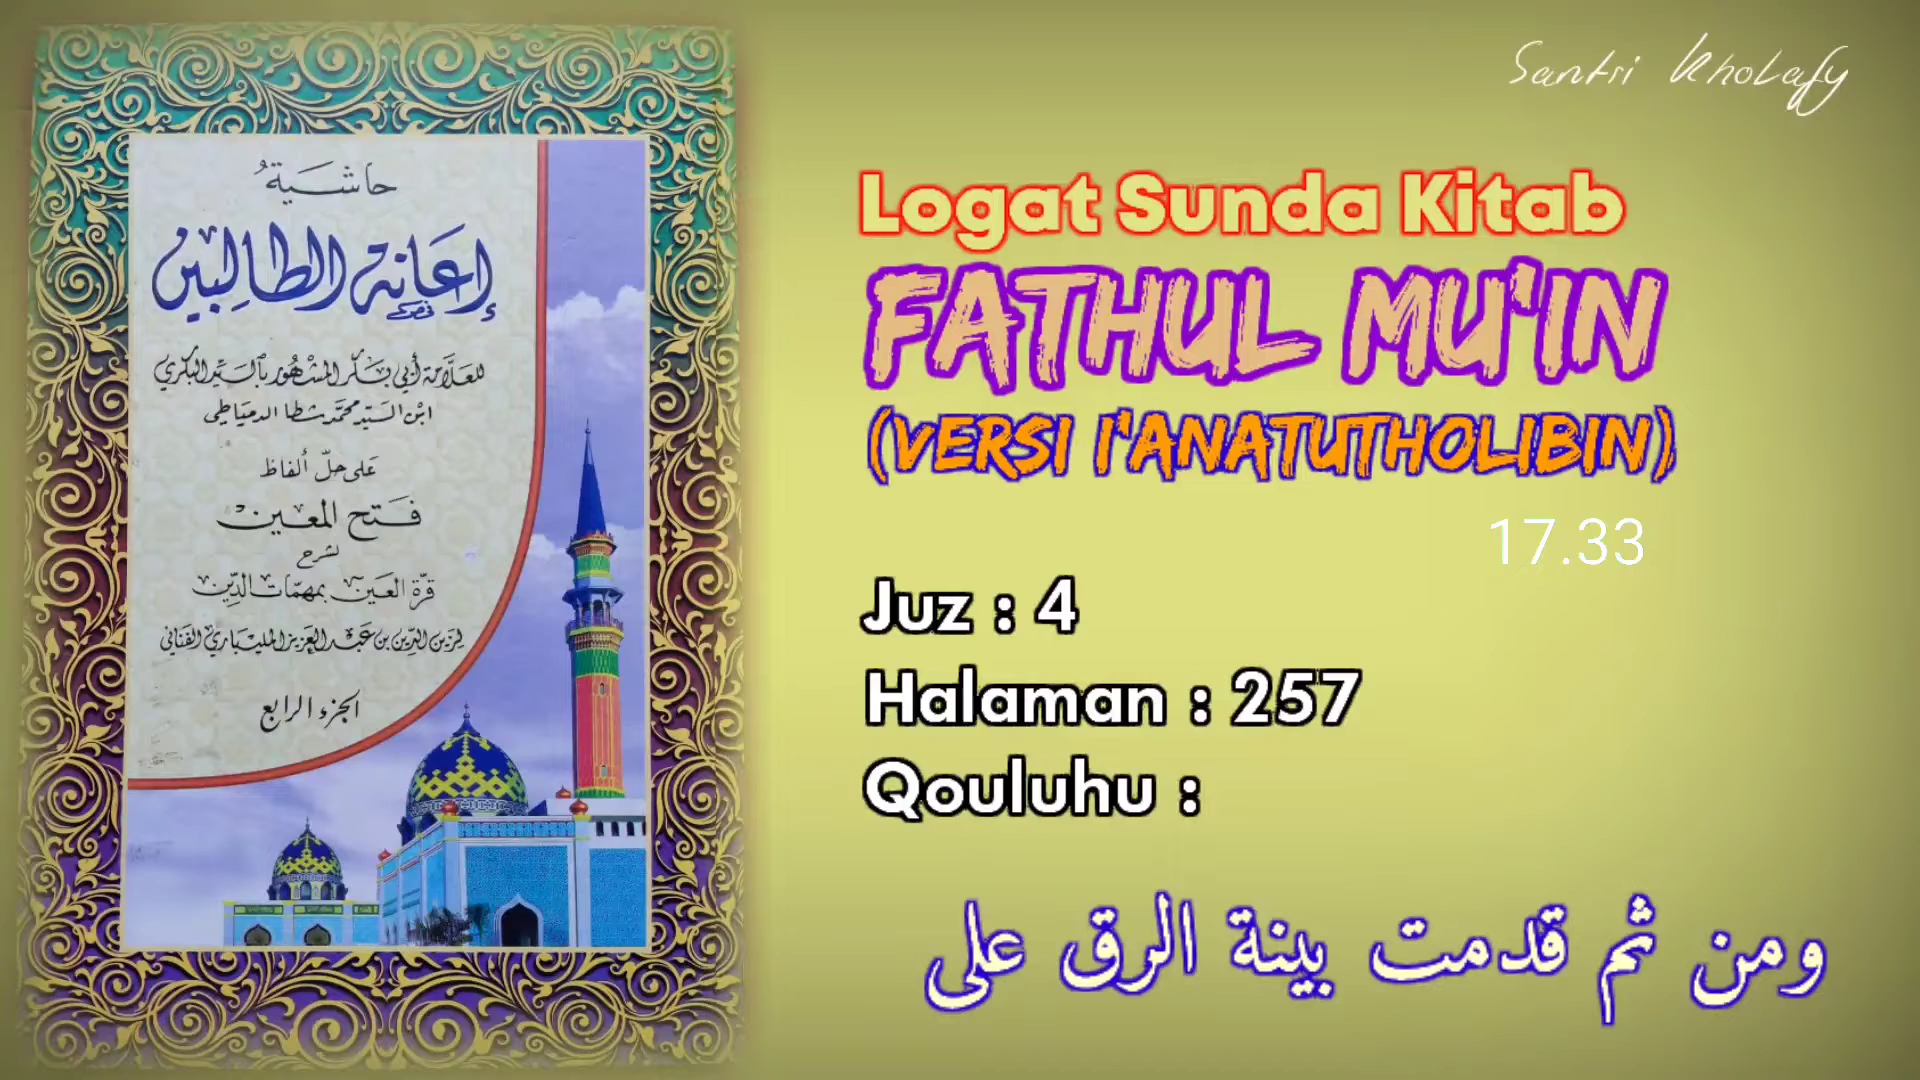 حاشية
إعانة الطالبين
للعلامة أبي بكر المشهور بالسيد البكري
ابن السيد محمد شطا الدمياطي
على حل ألفاظ
فتح المعين
لشرح
قرة العين بمهمات الدين
لزين الدين بن عبد العزيز المليباري الفناني
الجزء الرابع
Santri Kholafy
Logat Sunda Kitab
FATHUL MU'IN
(VERSI I'ANATUTHOLIBIN)
17.33
Juz : 4
Halaman : 257
Qouluhu :
ومن ثم قدمت بينة الرق على